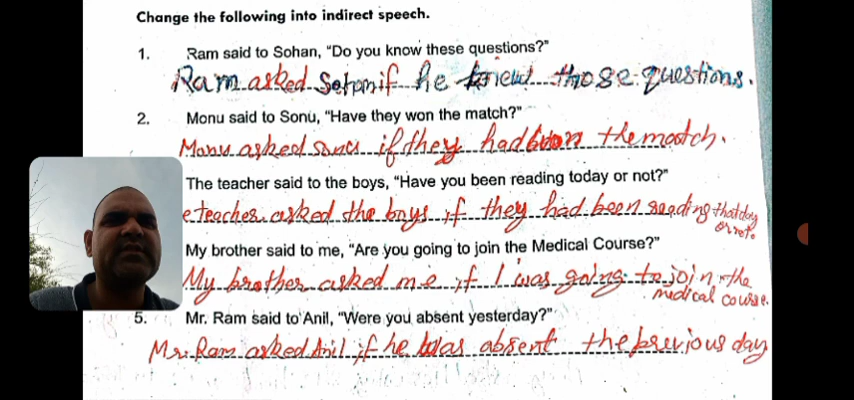 Change the following into indirect speech.
1. Ram said to Sohan, “Do you know these questions?”
Ram asked Sohan if he knew those questions.
2. Monu said to Sonu, “Have they won the match?”
Monu asked sonu if they had won the match.
The teacher said to the boys, “Have you been reading today or not?”
e teacher asked the boys if they had been reading that day
or not.
My brother said to me, “Are you going to join the Medical Course?”
My brother asked me if I was going to join the
medical course.
5. Mr. Ram said to Anil, “Were you absent yesterday?”
Mr. Ram asked Anil if he was absent the previous day